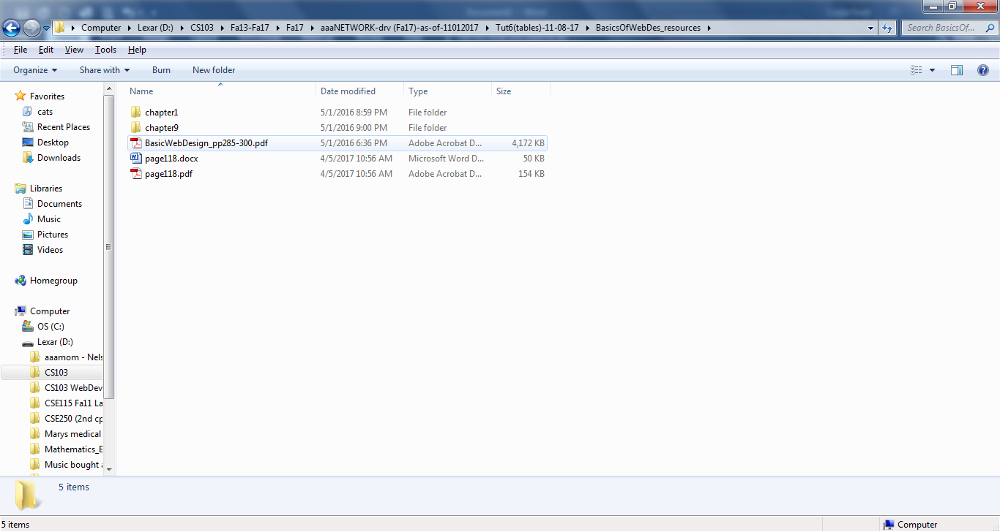 Computer Lexar (D:) CS103 Fa13-Fa17 Fa17 aaaNETWORK-drv (Fa17)-as-of-11012017 Tut6(tables)-11-08-17 BasicsOfWebDes_resources Search BasicsOf...
File Edit View Tools Help
Organize Share with Burn New folder
Name Date modified Type Size
chapter1 5/1/2016 8:59 PM File folder
chapter9 5/1/2016 9:00 PM File folder
BasicWebDesign_pp285-300.pdf 5/1/2016 6:36 PM Adobe Acrobat D... 4,172 KB
page118.docx 4/5/2017 10:56 AM Microsoft Word D... 50 KB
page118.pdf 4/5/2017 10:56 AM Adobe Acrobat D... 154 KB
Favorites
cats
Recent Places
Desktop
Downloads
Libraries
Documents
Music
Pictures
Videos
Homegroup
Computer
OS (C:)
Lexar (D:)
aaamom - Nels
CS103
CS103 WebDev
CSE115 Fa11 La
CSE250 (2nd cp
Marys medical
Mathematics_E
Music bought a
5 items
5 items Computer